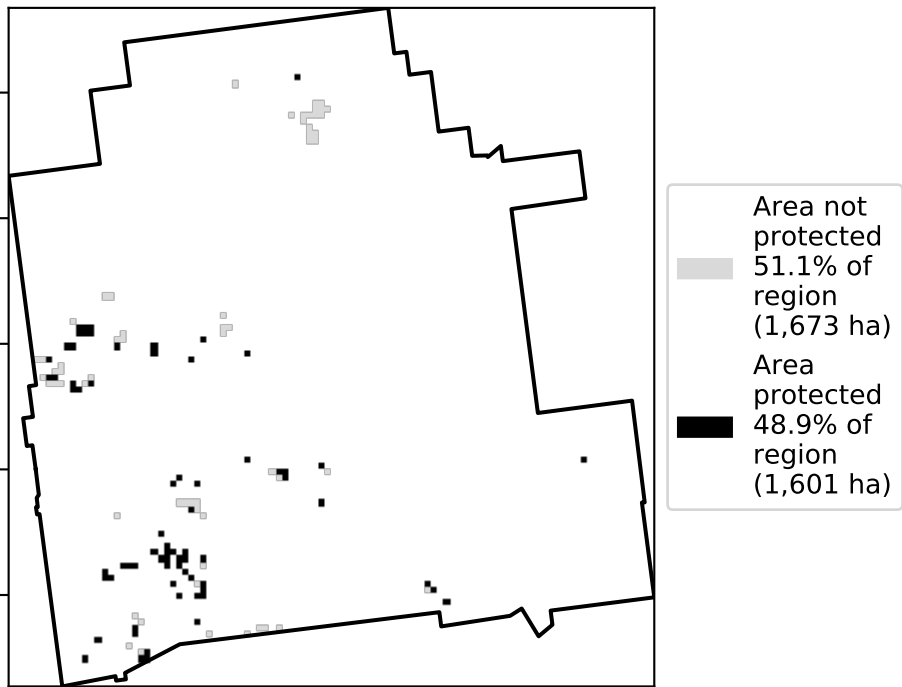 Area not
protected
51.1% of
region
(1,673 ha)
Area
protected
48.9% of
region
(1,601 ha)